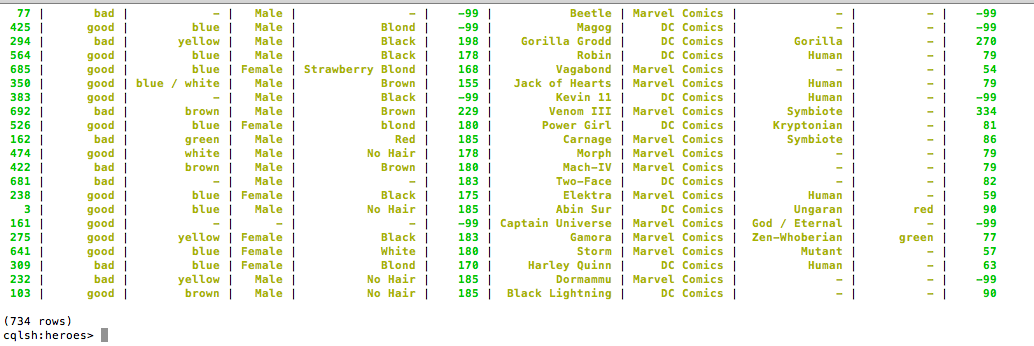 77 | bad | - | Male | - | -99 | Beetle | Marvel Comics | - | - | -99
425 | good | blue | Male | Blond | -99 | Magog | DC Comics | - | - | -99
294 | bad | yellow | Male | Black | 198 | Gorilla Grodd | DC Comics | Gorilla | - | 270
564 | good | blue | Male | Black | 178 | Robin | DC Comics | Human | - | 79
685 | good | blue | Female | Strawberry Blond | 168 | Vagabond | Marvel Comics | - | - | 54
350 | good | blue / white | Male | Brown | 155 | Jack of Hearts | Marvel Comics | Human | - | 79
383 | good | - | Male | Black | -99 | Kevin 11 | DC Comics | Human | - | -99
692 | bad | brown | Male | Brown | 229 | Venom III | Marvel Comics | Symbiote | - | 334
526 | good | blue | Female | blond | 180 | Power Girl | DC Comics | Kryptonian | - | 81
162 | bad | green | Male | Red | 185 | Carnage | Marvel Comics | Symbiote | - | 86
474 | good | white | Male | No Hair | 178 | Morph | Marvel Comics | - | - | 79
422 | bad | brown | Male | Brown | 180 | Mach-IV | Marvel Comics | - | - | 79
681 | bad | - | Male | - | 183 | Two-Face | DC Comics | - | - | 82
238 | good | blue | Female | Black | 175 | Elektra | Marvel Comics | Human | - | 59
3 | good | blue | Male | No Hair | 185 | Abin Sur | DC Comics | Ungaran | red | 90
161 | good | - | Male | - | -99 | Captain Universe | Marvel Comics | God / Eternal | - | -99
275 | good | yellow | Female | Black | 183 | Gamora | Marvel Comics | Zen-Whoberian | green | 77
641 | good | blue | Female | White | 180 | Storm | Marvel Comics | Mutant | - | 57
309 | bad | blue | Female | Blond | 170 | Harley Quinn | DC Comics | Human | - | 63
232 | bad | yellow | Male | No Hair | 185 | Dormammu | Marvel Comics | - | - | -99
103 | good | brown | Male | No Hair | 185 | Black Lightning | DC Comics | - | - | 90
(734 rows)
cqlsh:heroes>